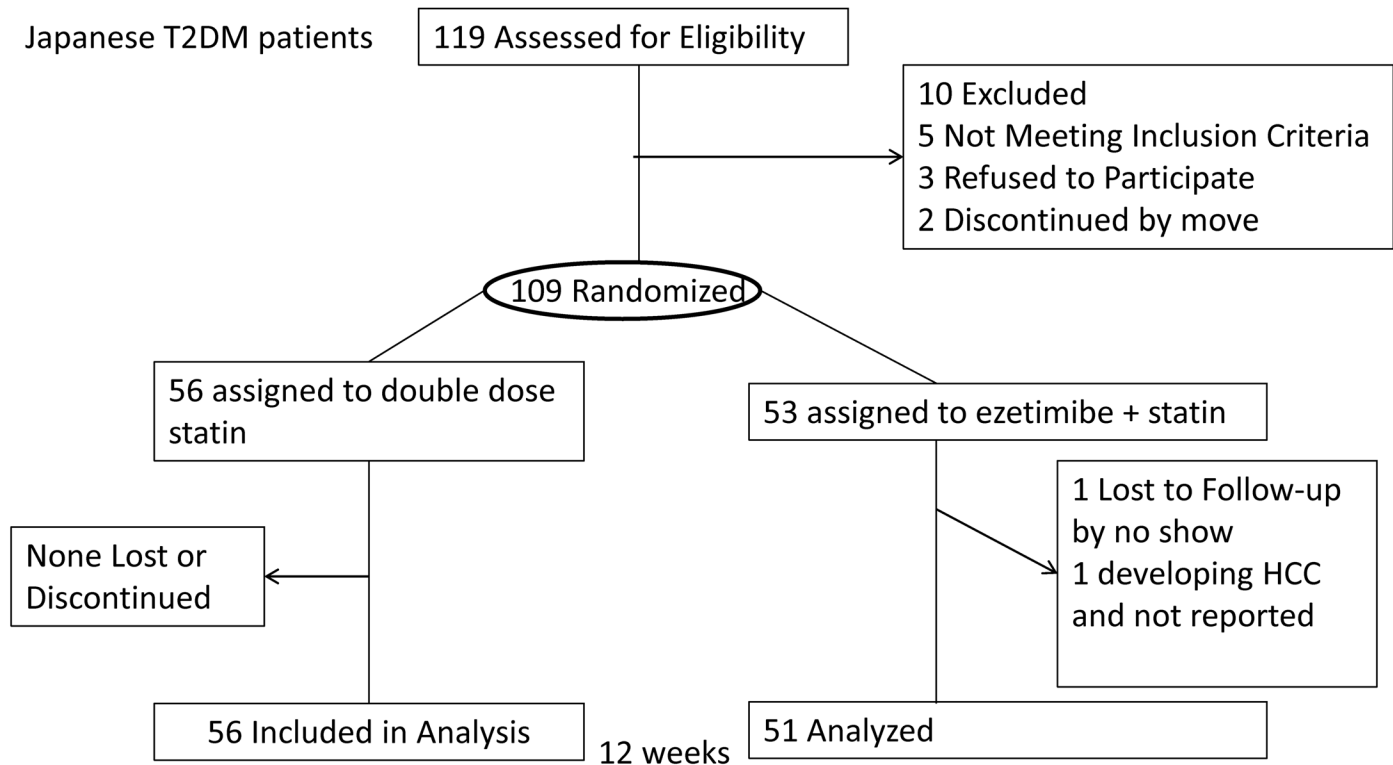 Japanese T2DM patients
119 Assessed for Eligibility
10 Excluded
5 Not Meeting Inclusion Criteria
3 Refused to Participate
2 Discontinued by move
109 Randomized
56 assigned to double dose
statin
53 assigned to ezetimibe + statin
None Lost or
Discontinued
1 Lost to Follow-up
by no show
1 developing HCC
and not reported
56 Included in Analysis
12 weeks
51 Analyzed